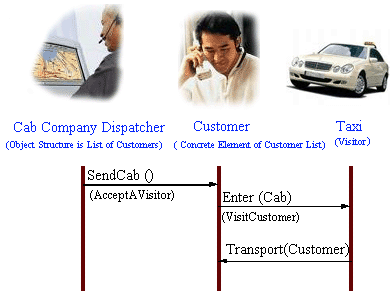 Cab Company Dispatcher Customer Taxi
(Object Structure is List of Customers) ( Concrete Element of Customer List) (Visitor)
SendCab ()
(AcceptAVisitor)
Enter (Cab)
(VisitCustomer)
Transport(Customer)